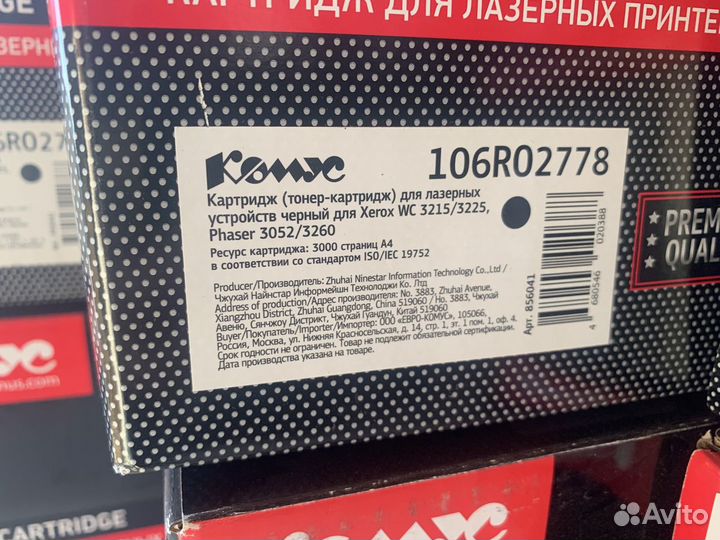 КАРТРИДЖ ДЛЯ ЛАЗЕРНЫХ
Комус
106R02778
Картридж (тонер-картридж) для лазерных
устройств черный для Xerox WC 3215/3225,
Phaser 3052/3260
Ресурс картриджа: 3000 страниц А4
в соответствии со стандартом ISO/IEC 19752
Producer/Производитель: Zhuhai Ninestar Information Technology Co.,Ltd /
Чжухай Найнстар Информейшн Технолоджи Ко. Лтд
Address of production/Адрес производителя: No. 3883, Zhuhai Avenue,
Xiangzhou District, Zhuhai Guangdong, China 519060 / Но. 3883, Чжухай
Авеню, Сянчжоу Дистрикт, Чжухай Гуандун, Китай 519060
Buyer/Покупатель/Importer/Импортер: ООО «ЕВРО-КОМУС», 105066,
Россия, Москва, ул. Нижняя Красносельская, д. 14, стр. 1, эт. 1 пом. 1, оф. 4.
Срок годности не ограничен. Товар не подлежит обязательной сертификации.
Дата производства указана на товаре.
Арт. 856041
4 680546 020388
CARTRIDGE
Комус
Avito